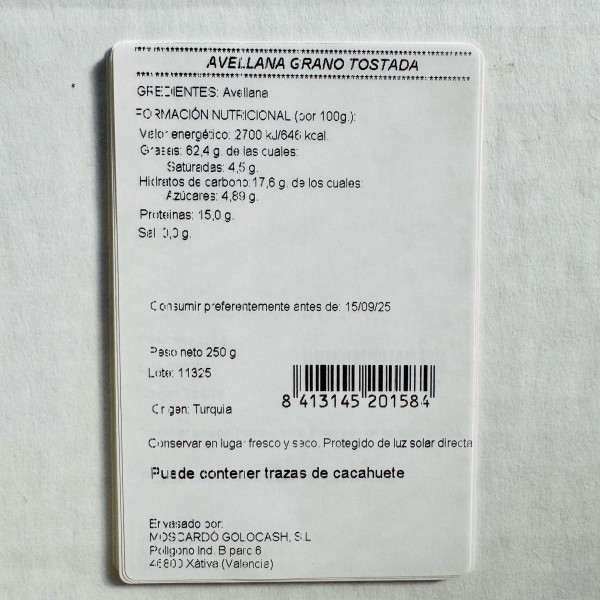 AVELLANA GRANO TOSTADA
GREDIENTES: Avellana
FORMACIÓN NUTRICIONAL (por 100g.):
Valor energético: 2700 kJ/646 kcal.
Grasas: 62,4 g. de las cuales:
Saturadas: 4,5 g.
Hidratos de carbono: 17,6 g. de los cuales:
Azúcares: 4,89 g.
Proteinas: 15,0 g.
Sal: 0,0 g.
Consumir preferentemente antes de: 15/09/25
Peso neto 250 g
Lote: 11325
8 413145 201584
Origen: Turquia
Conservar en lugar fresco y seco. Protegido de luz solar directa
Puede contener trazas de cacahuete
Envasado por:
MOSCARDÓ GOLOCASH, S.L
Polígono Ind. B parc 6
46800 Xàtiva (Valencia)